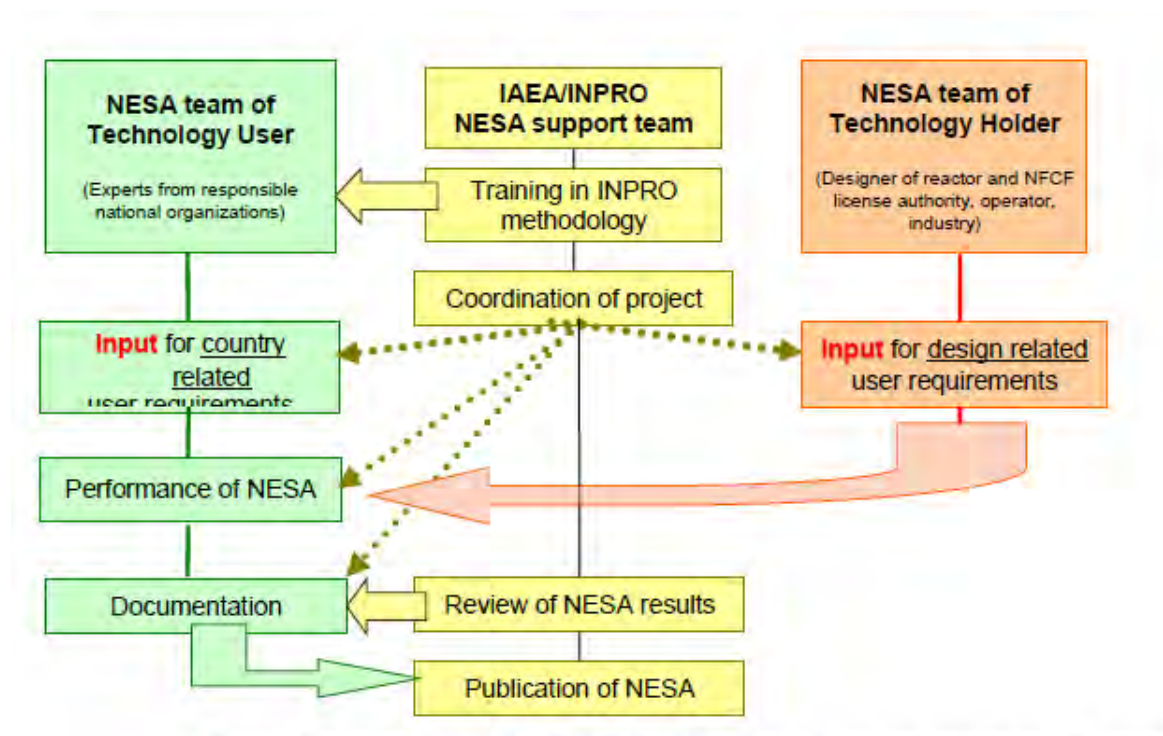 NESA team of
Technology User
(Experts from responsible
national organizations)
IAEA/INPRO
NESA support team
NESA team of
Technology Holder
(Designer of reactor and NFCF
license authority, operator,
industry)
Training in INPRO
methodology
Coordination of project
Input for country
related
user requirements
Input for design related
user requirements
Performance of NESA
Documentation
Review of NESA results
Publication of NESA